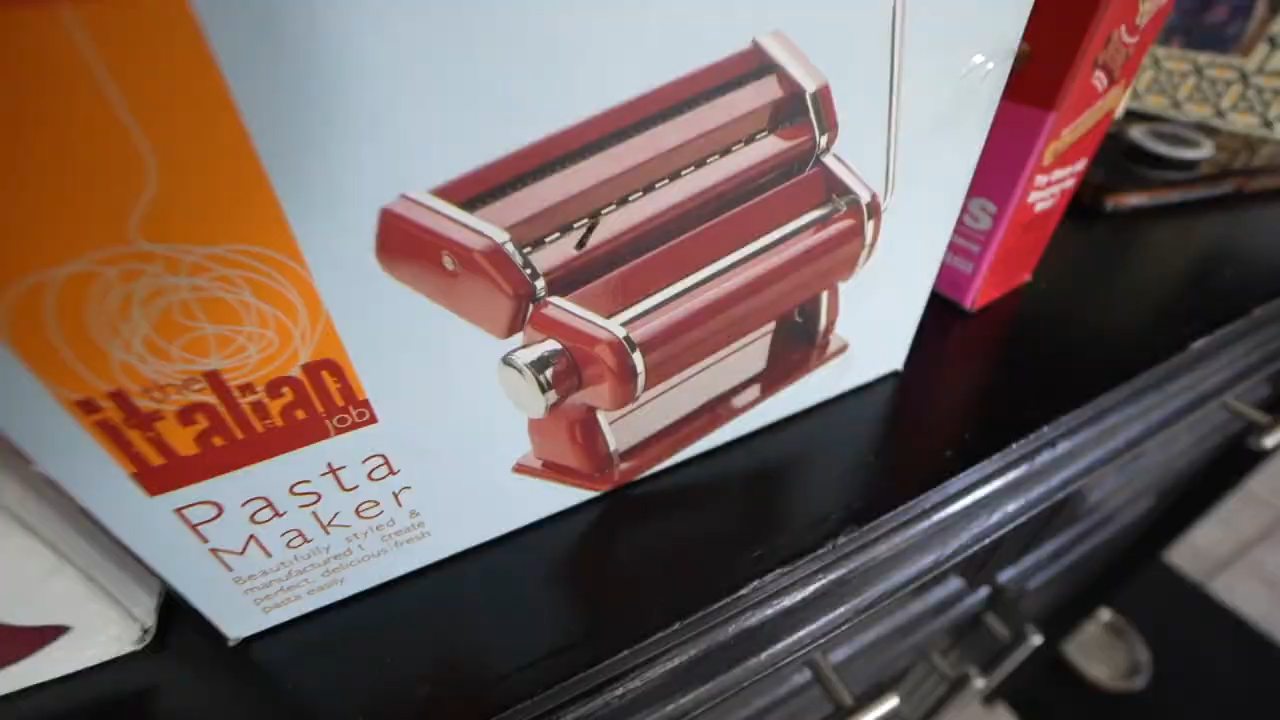 the
italian
job
Pasta
Maker
Beautifully styled &
manufactured t create
perfect, delicious fresh
pasta easily